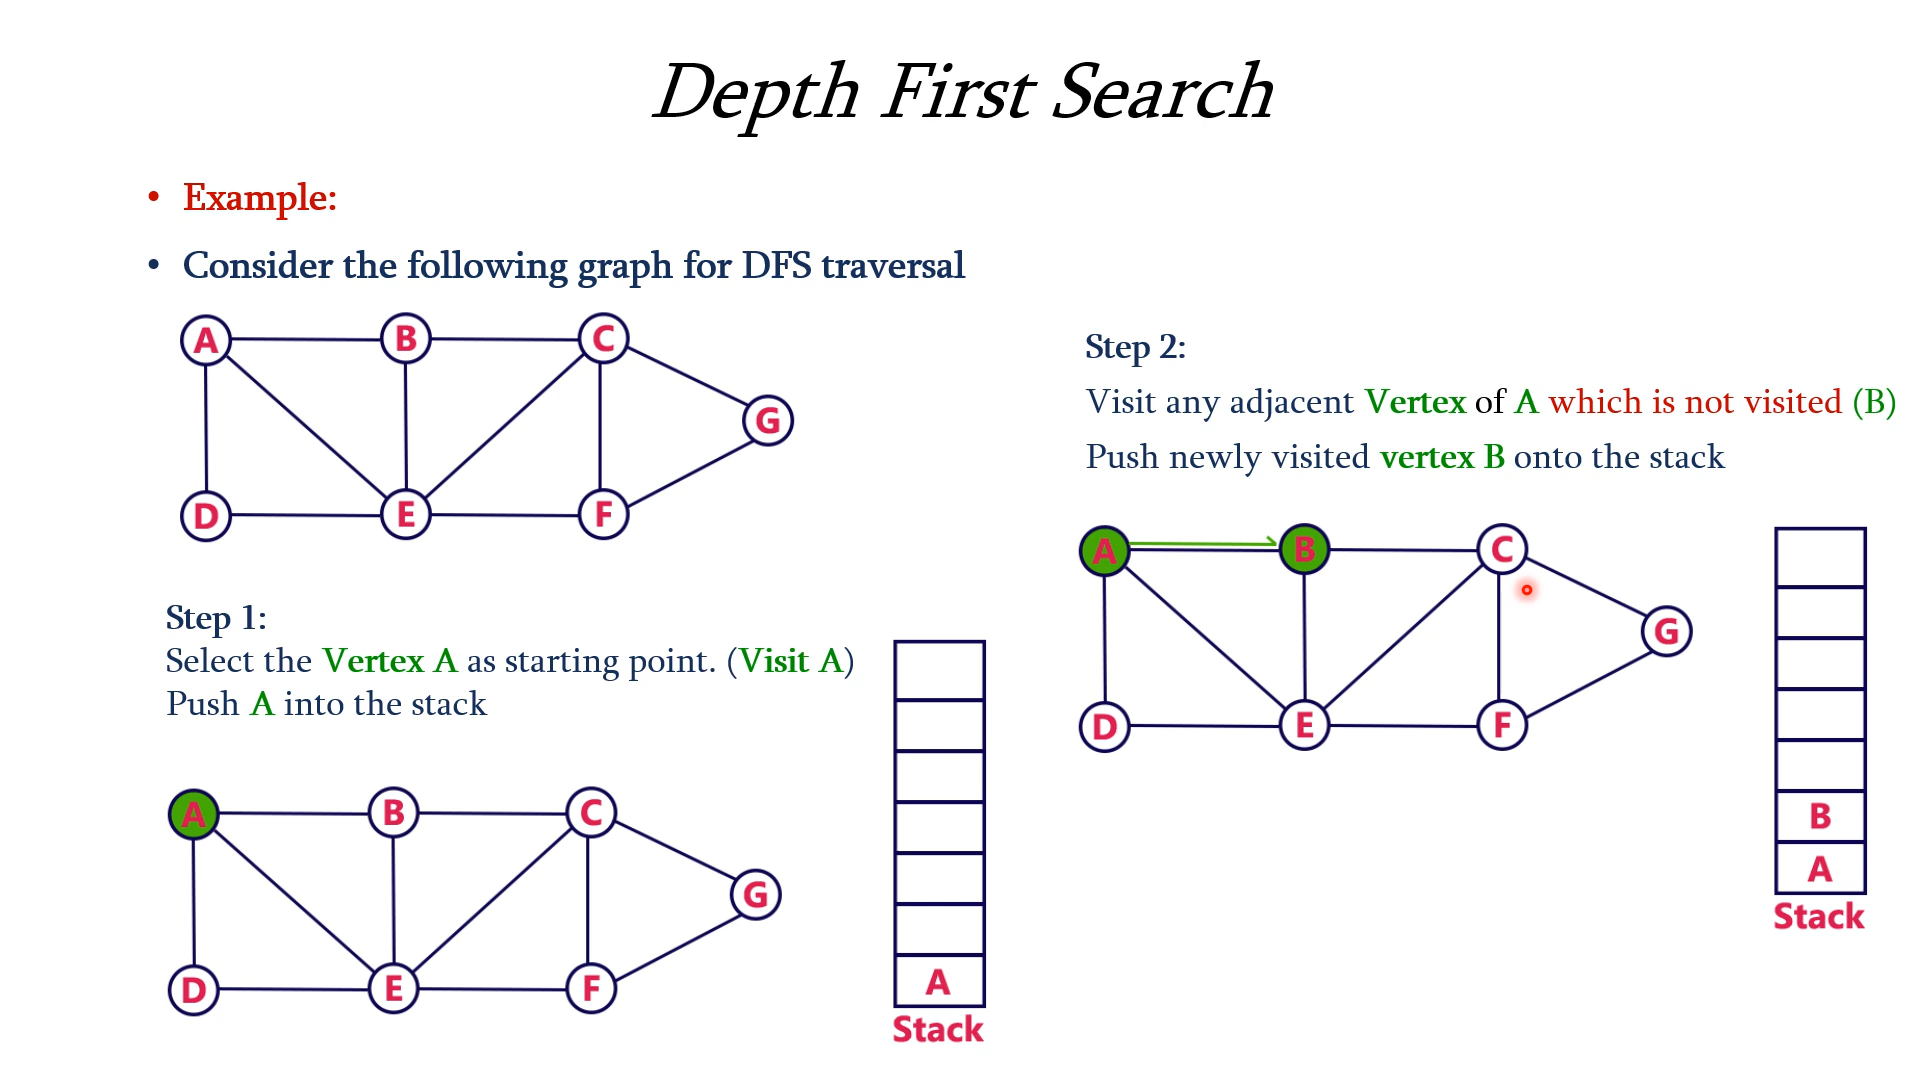 Depth First Search
• Example:
• Consider the following graph for DFS traversal
A B C
G
D E F
Step 1:
Select the Vertex A as starting point. (Visit A)
Push A into the stack
A B C
G
D E F
A
Stack
Step 2:
Visit any adjacent Vertex of A which is not visited (B)
Push newly visited vertex B onto the stack
A B C
G
D E F
B
A
Stack